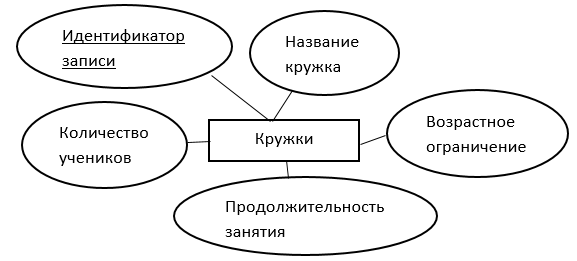 Идентификатор
записи
Название
кружка
Количество
учеников
Кружки
Возрастное
ограничение
Продолжительность
занятия